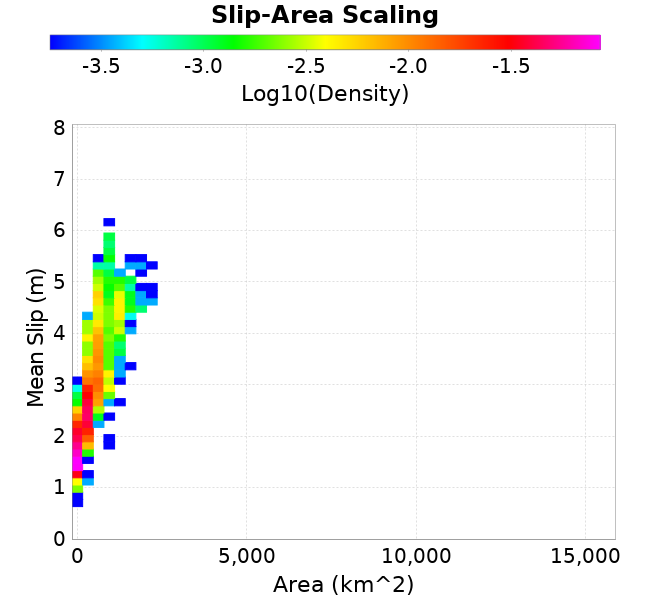 Slip-Area Scaling
-3.5 -3.0 -2.5 -2.0 -1.5
Log10(Density)
8
7
6
5
4
3
2
1
0
Mean Slip (m)
0 5,000 10,000 15,000
Area (km^2)